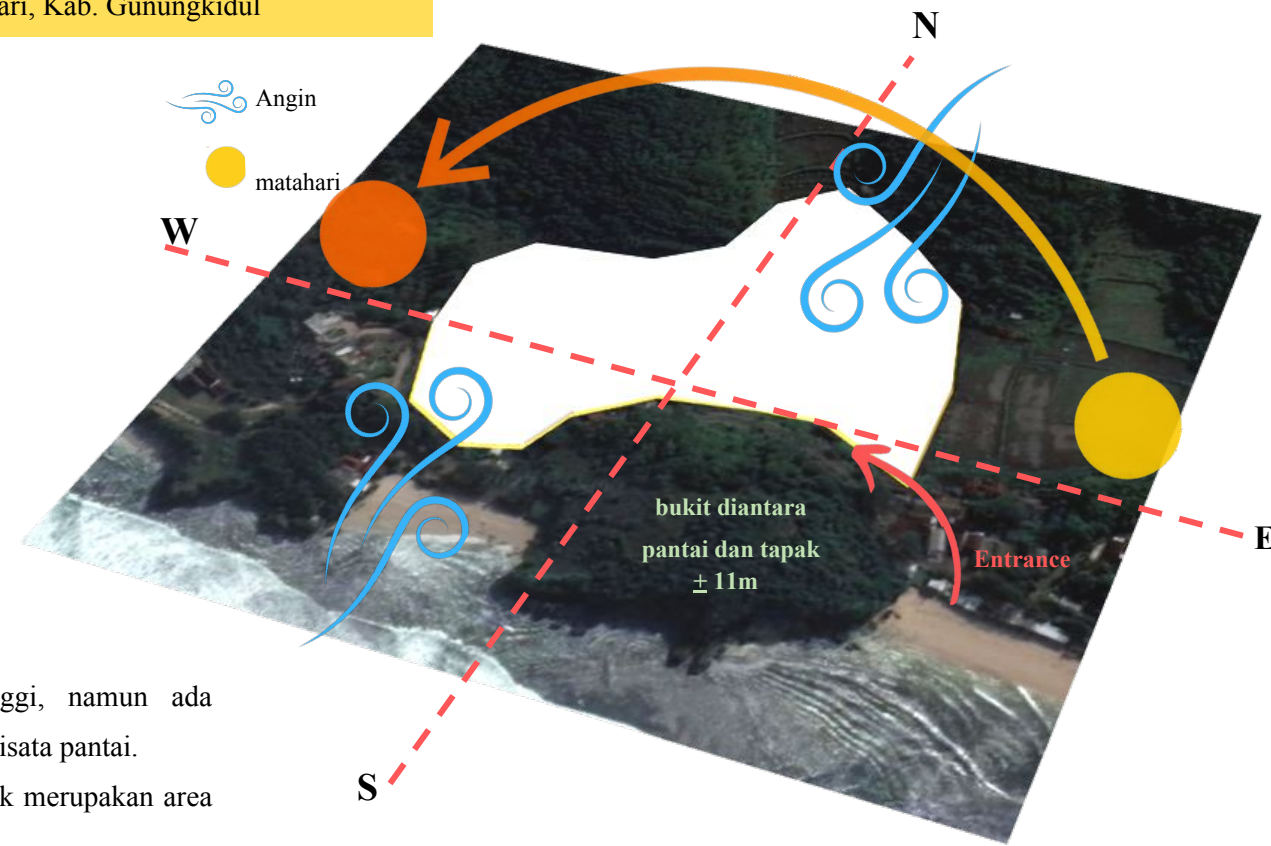 ari, Kab. Gunungkidul
N
Angin
matahari
W
bukit diantara
pantai dan tapak
± 11m
Entrance
E
ggi, namun ada
isata pantai.
S
k merupakan area